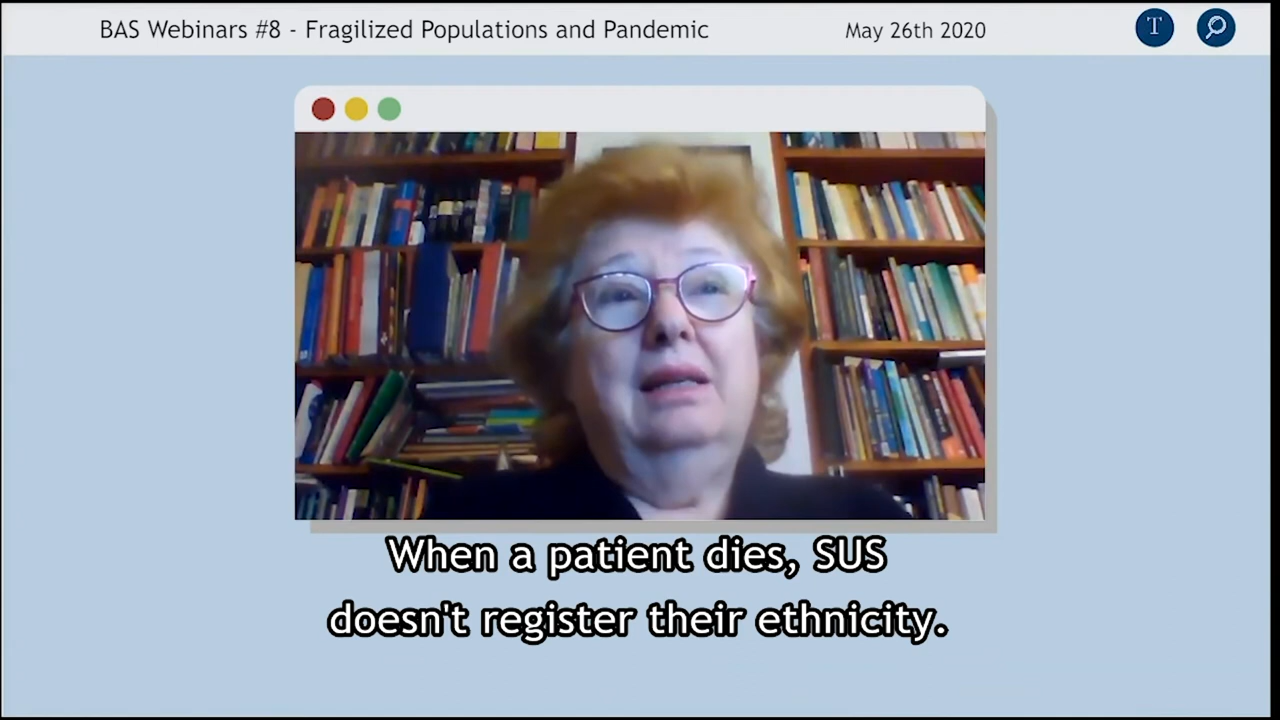 BAS Webinars #8 - Fragilized Populations and Pandemic
May 26th 2020
T
When a patient dies, SUS
doesn't register their ethnicity.